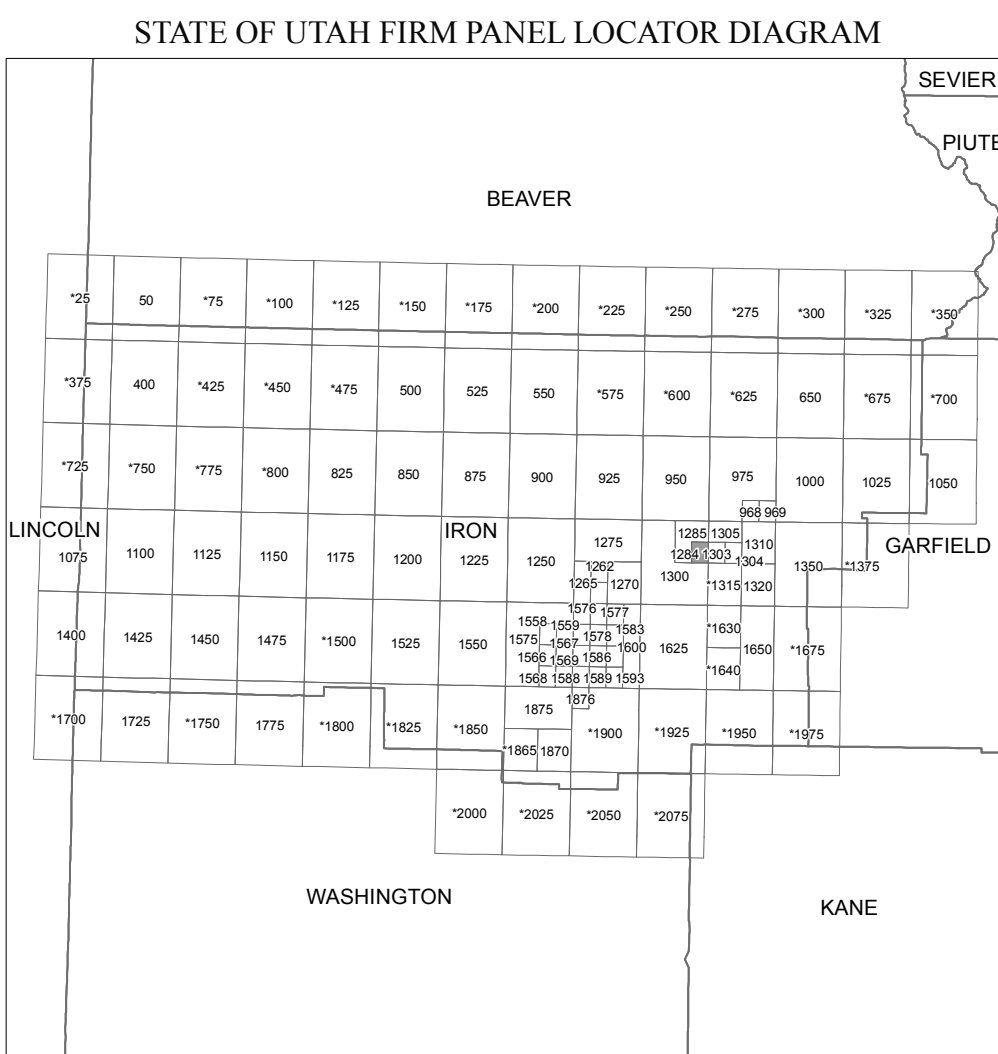 STATE OF UTAH FIRM PANEL LOCATOR DIAGRAM
SEVIER
PIUTE
BEAVER
*25 50 *75 *100 *125 *150 *175 *200 *225 *250 *275 *300 *325 *350
*375 400 *425 *450 *475 500 525 550 *575 *600 *625 650 *675 *700
*725 *750 *775 *800 825 850 875 900 925 950 975 1000 1025 1050
968 969
LINCOLN IRON GARFIELD
1285 1305
1275 1310
1284 1303
1075 1100 1125 1150 1175 1200 1225 1250 1262 1304 1350 *1375
1265 1270 1300 *1315 1320
1576 1577
1558 1559 1583 *1630
1400 1425 1450 1475 *1500 1525 1550 1575 1567 1578 1600 1625 1650 *1675
1566 1569 1586 *1640
1568 1588 1589 1593
1876
*1700 1725 *1750 1775 *1800 *1825 *1850 1875 *1900 *1925 *1950 *1975
*1865 1870
*2000 *2025 *2050 *2075
WASHINGTON
KANE